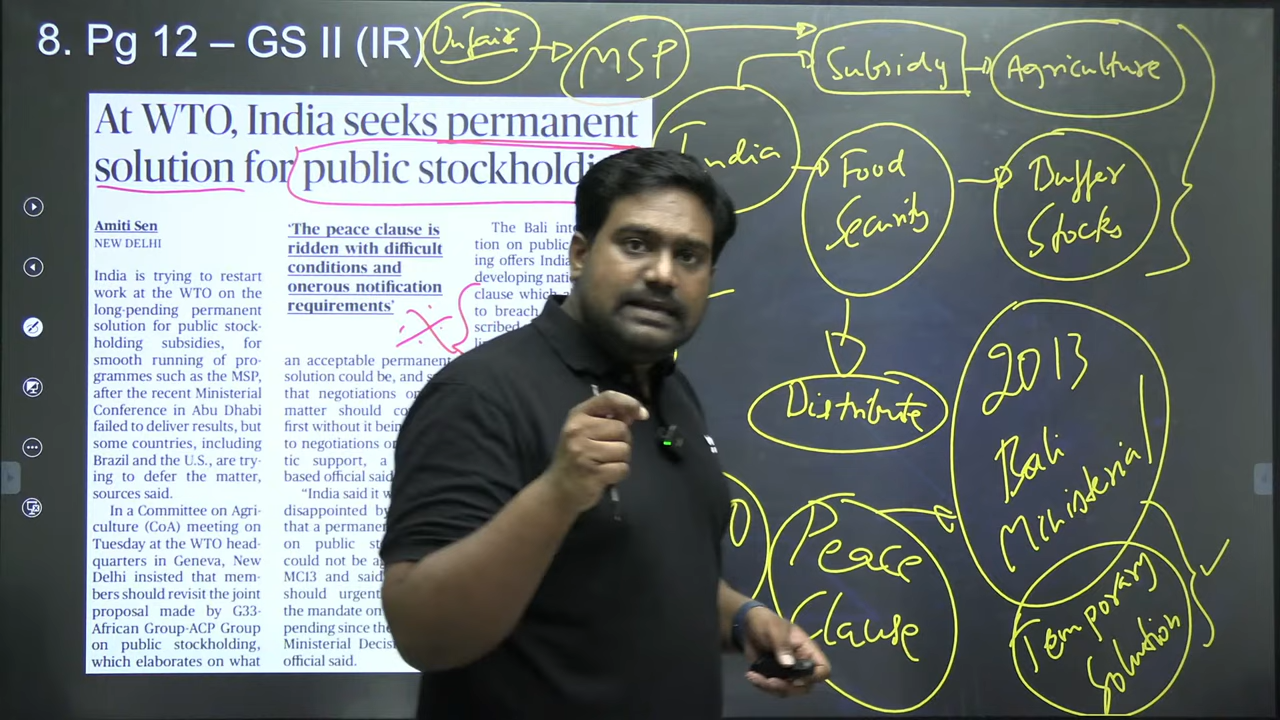 8. Pg 12 – GS II (IR)
Unfair
MSP
Subsidy
Agriculture
At WTO, India seeks permanent
solution for public stockholdi
India
Food
Security
Buffer
Stocks
Distribute
2013
Bali
Ministerial
Peace
Clause
Temporary
Solution
Amiti Sen
NEW DELHI
India is trying to restart
work at the WTO on the
long-pending permanent
solution for public stock-
holding subsidies, for
smooth running of pro-
grammes such as the MSP,
after the recent Ministerial
Conference in Abu Dhabi
failed to deliver results, but
some countries, including
Brazil and the U.S., are try-
ing to defer the matter,
sources said.
In a Committee on Agri-
culture (CoA) meeting on
Tuesday at the WTO head-
quarters in Geneva, New
Delhi insisted that mem-
bers should revisit the joint
proposal made by G33-
African Group-ACP Group
on public stockholding,
which elaborates on what
'The peace clause is
ridden with difficult
conditions and
onerous notification
requirements'
an acceptable permanent
solution could be, and s
that negotiations o
matter should co
first without it bein
to negotiations o
tic support, a
based official said
"India said it w
disappointed by
that a permane
on public st
could not be a
MC13 and said
should urgent
the mandate on
pending since the
Ministerial Decis
official said.
The Bali inte
tion on public
ing offers India
developing nati
clause which a
to breach
scribed